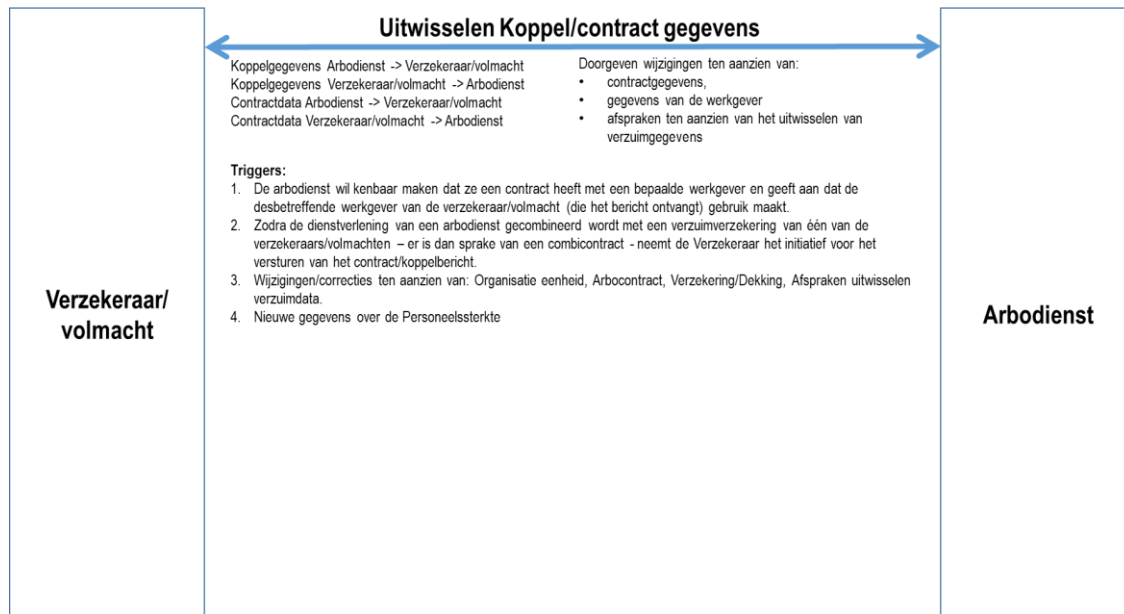 Uitwisselen Koppel/contract gegevens
Koppelgegevens Arbodienst -> Verzekeraar/volmacht
Koppelgegevens Verzekeraar/volmacht -> Arbodienst
Contractdata Arbodienst -> Verzekeraar/volmacht
Contractdata Verzekeraar/volmacht -> Arbodienst
Doorgeven wijzigingen ten aanzien van:
• contractgegevens,
• gegevens van de werkgever
• afspraken ten aanzien van het uitwisselen van
verzuimgegevens
Triggers:
1. De arbodienst wil kenbaar maken dat ze een contract heeft met een bepaalde werkgever en geeft aan dat de
desbetreffende werkgever van de verzekeraar/volmacht (die het bericht ontvangt) gebruik maakt.
2. Zodra de dienstverlening van een arbodienst gecombineerd wordt met een verzuimverzekering van één van de
verzekeraars/volmachten – er is dan sprake van een combicontract - neemt de Verzekeraar het initiatief voor het
versturen van het contract/koppelbericht.
3. Wijzigingen/correcties ten aanzien van: Organisatie eenheid, Arbocontract, Verzekering/Dekking, Afspraken uitwisselen
verzuimdata.
4. Nieuwe gegevens over de Personeelssterkte
Verzekeraar/
volmacht
Arbodienst